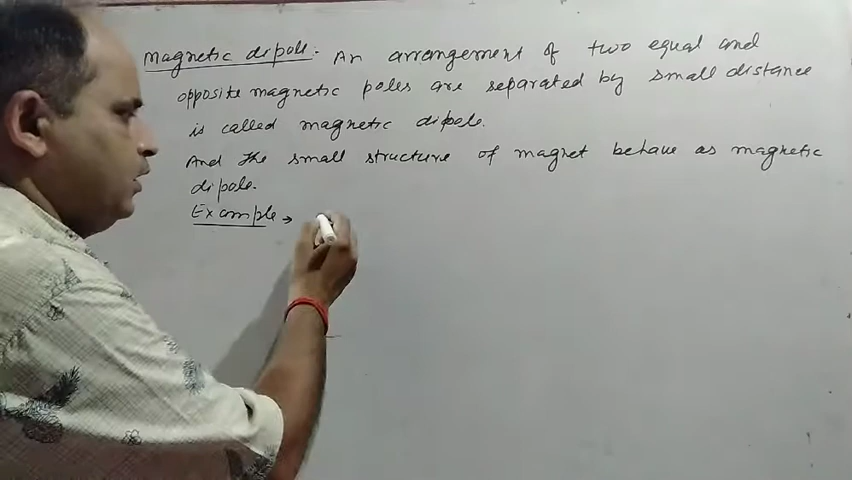 Magnetic dipole:- An arrangement of two equal and
opposite magnetic poles are separated by small distance
is called magnetic dipole.
And the small structure of magnet behave as magnetic
dipole.
Example →